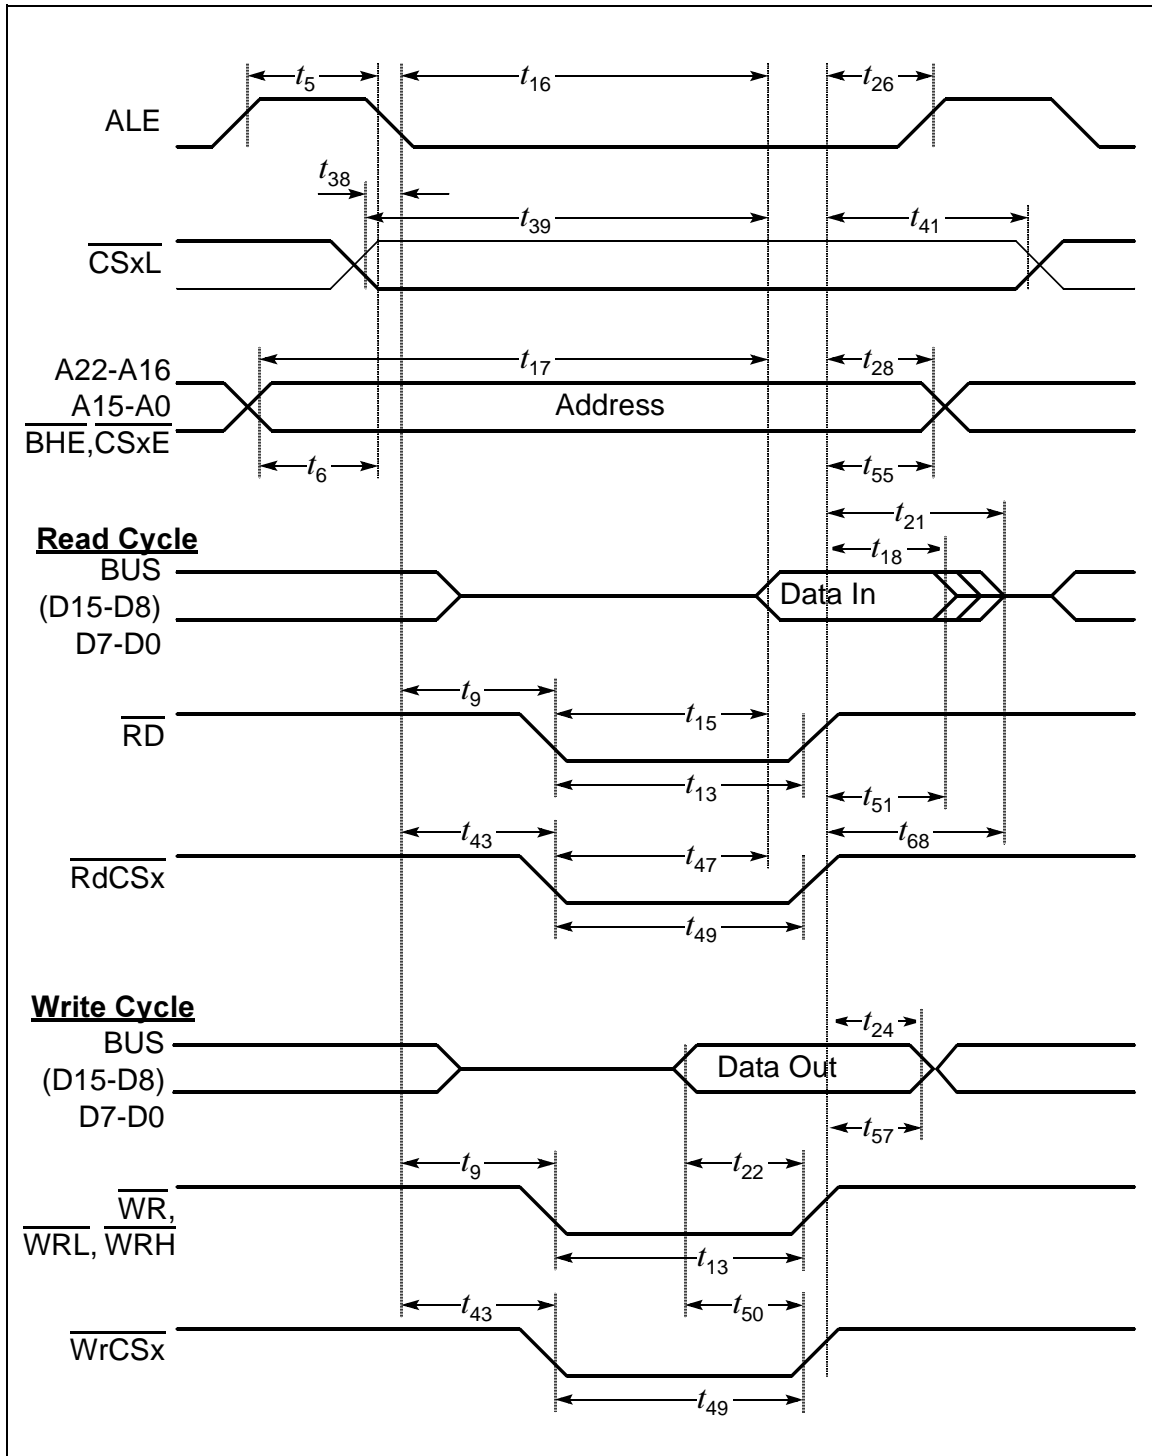 t5 t16 t26
ALE
t38
t39 t41
CSxL
t17 t28
A22-A16
A15-A0 Address
BHE,CSxE
t6 t55
t21
Read Cycle
t18
BUS
(D15-D8) Data In
D7-D0
t9
t15
RD
t13
t51
t43 t68
t47
RdCSx
t49
Write Cycle
t24
BUS
(D15-D8) Data Out
D7-D0
t57
t9 t22
WR,
WRL, WRH
t13
t43 t50
WrCSx
t49